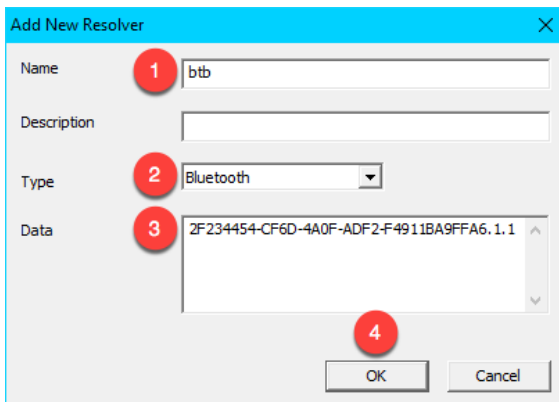 Add New Resolver
Name 1 btb
Description
Type 2 Bluetooth
Data 3 2F234454-CF6D-4A0F-ADF2-F4911BA9FFA6.1.1
4
OK Cancel